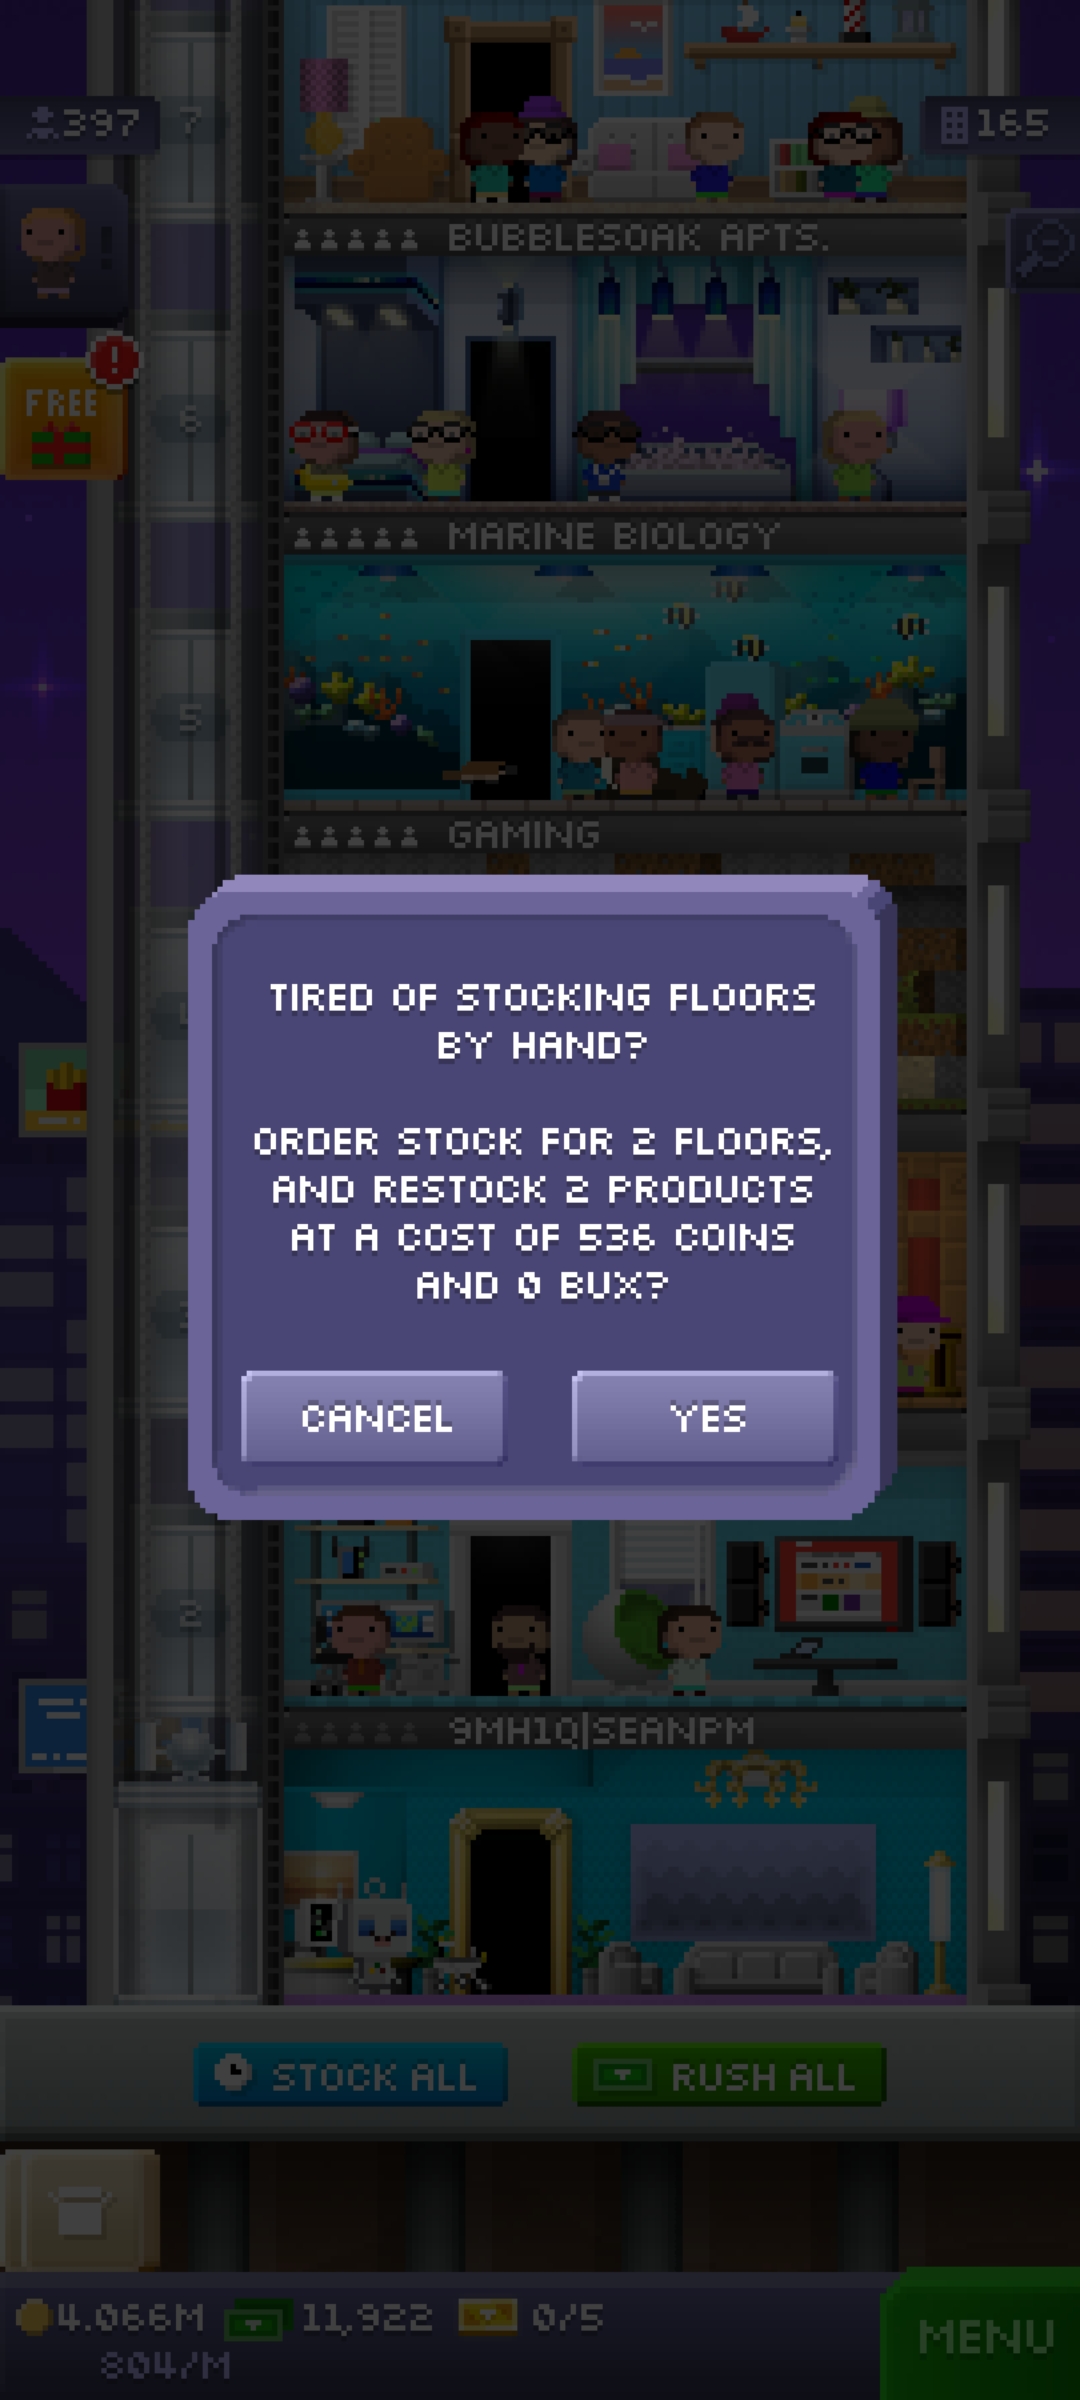 397
7
165
BUBBLESOAK APTS.
FREE
!
6
MARINE BIOLOGY
5
GAMING
TIRED OF STOCKING FLOORS
BY HAND?
ORDER STOCK FOR 2 FLOORS,
AND RESTOCK 2 PRODUCTS
AT A COST OF 536 COINS
AND 0 BUX?
CANCEL
YES
2
9MH1Q|SEANPM
STOCK ALL
RUSH ALL
4.066M
11,922
0/5
804/M
MENU